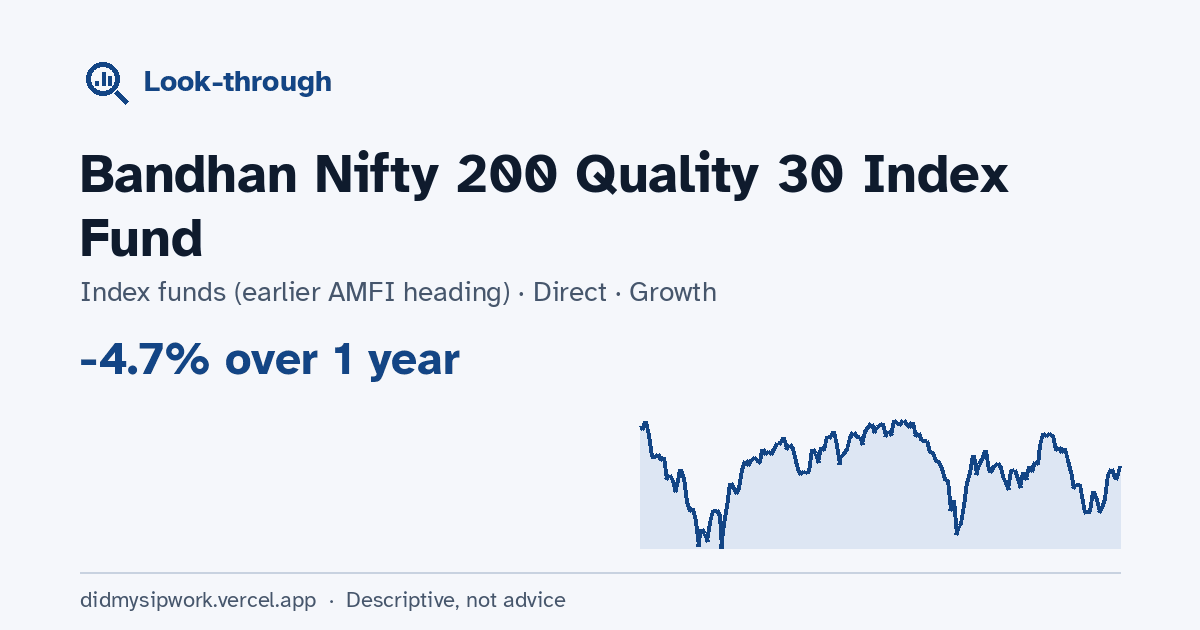 Look-through
Bandhan Nifty 200 Quality 30 Index
Fund
Index funds (earlier AMFI heading) · Direct · Growth
-4.7% over 1 year
didmysipwork.vercel.app · Descriptive, not advice